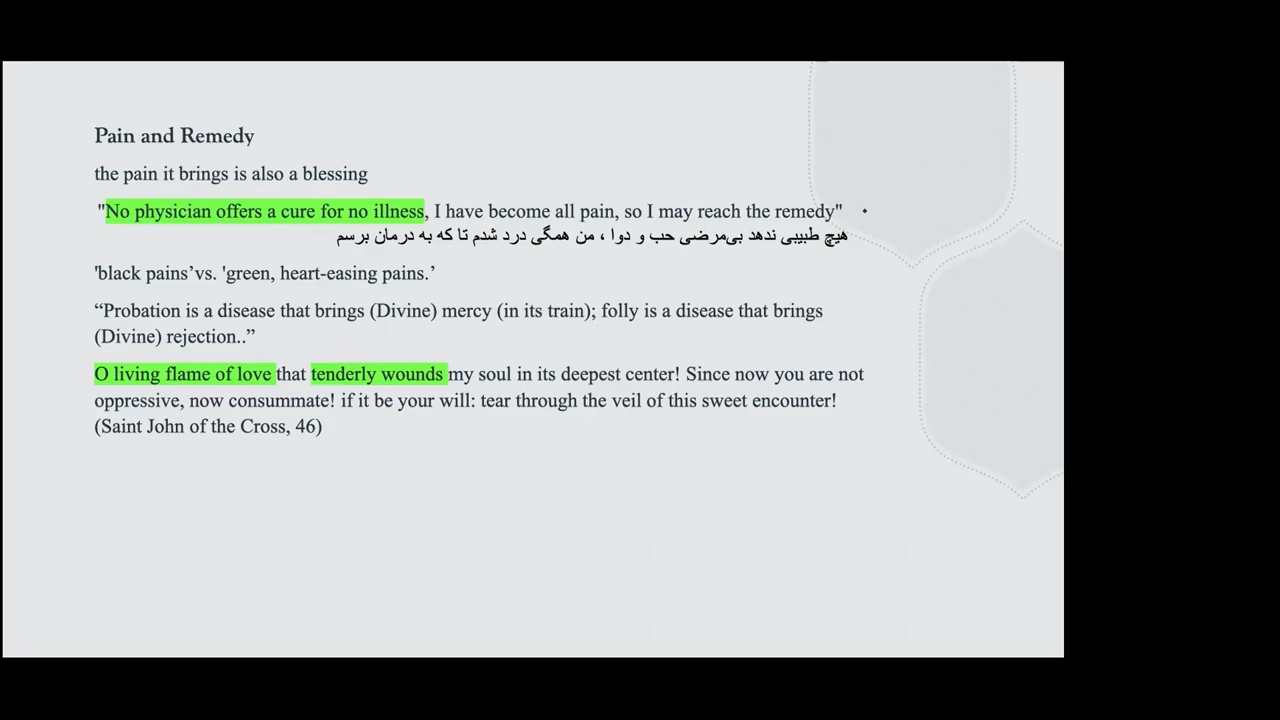 Pain and Remedy
the pain it brings is also a blessing
"No physician offers a cure for no illness, I have become all pain, so I may reach the remedy" •
هیچ طبیبی ندهد بی‌مرضی حب و دوا ، من همگی درد شدم تا که به درمان برسم
'black pains’vs. 'green, heart-easing pains.’
“Probation is a disease that brings (Divine) mercy (in its train); folly is a disease that brings
(Divine) rejection..”
O living flame of love that tenderly wounds my soul in its deepest center! Since now you are not
oppressive, now consummate! if it be your will: tear through the veil of this sweet encounter!
(Saint John of the Cross, 46)